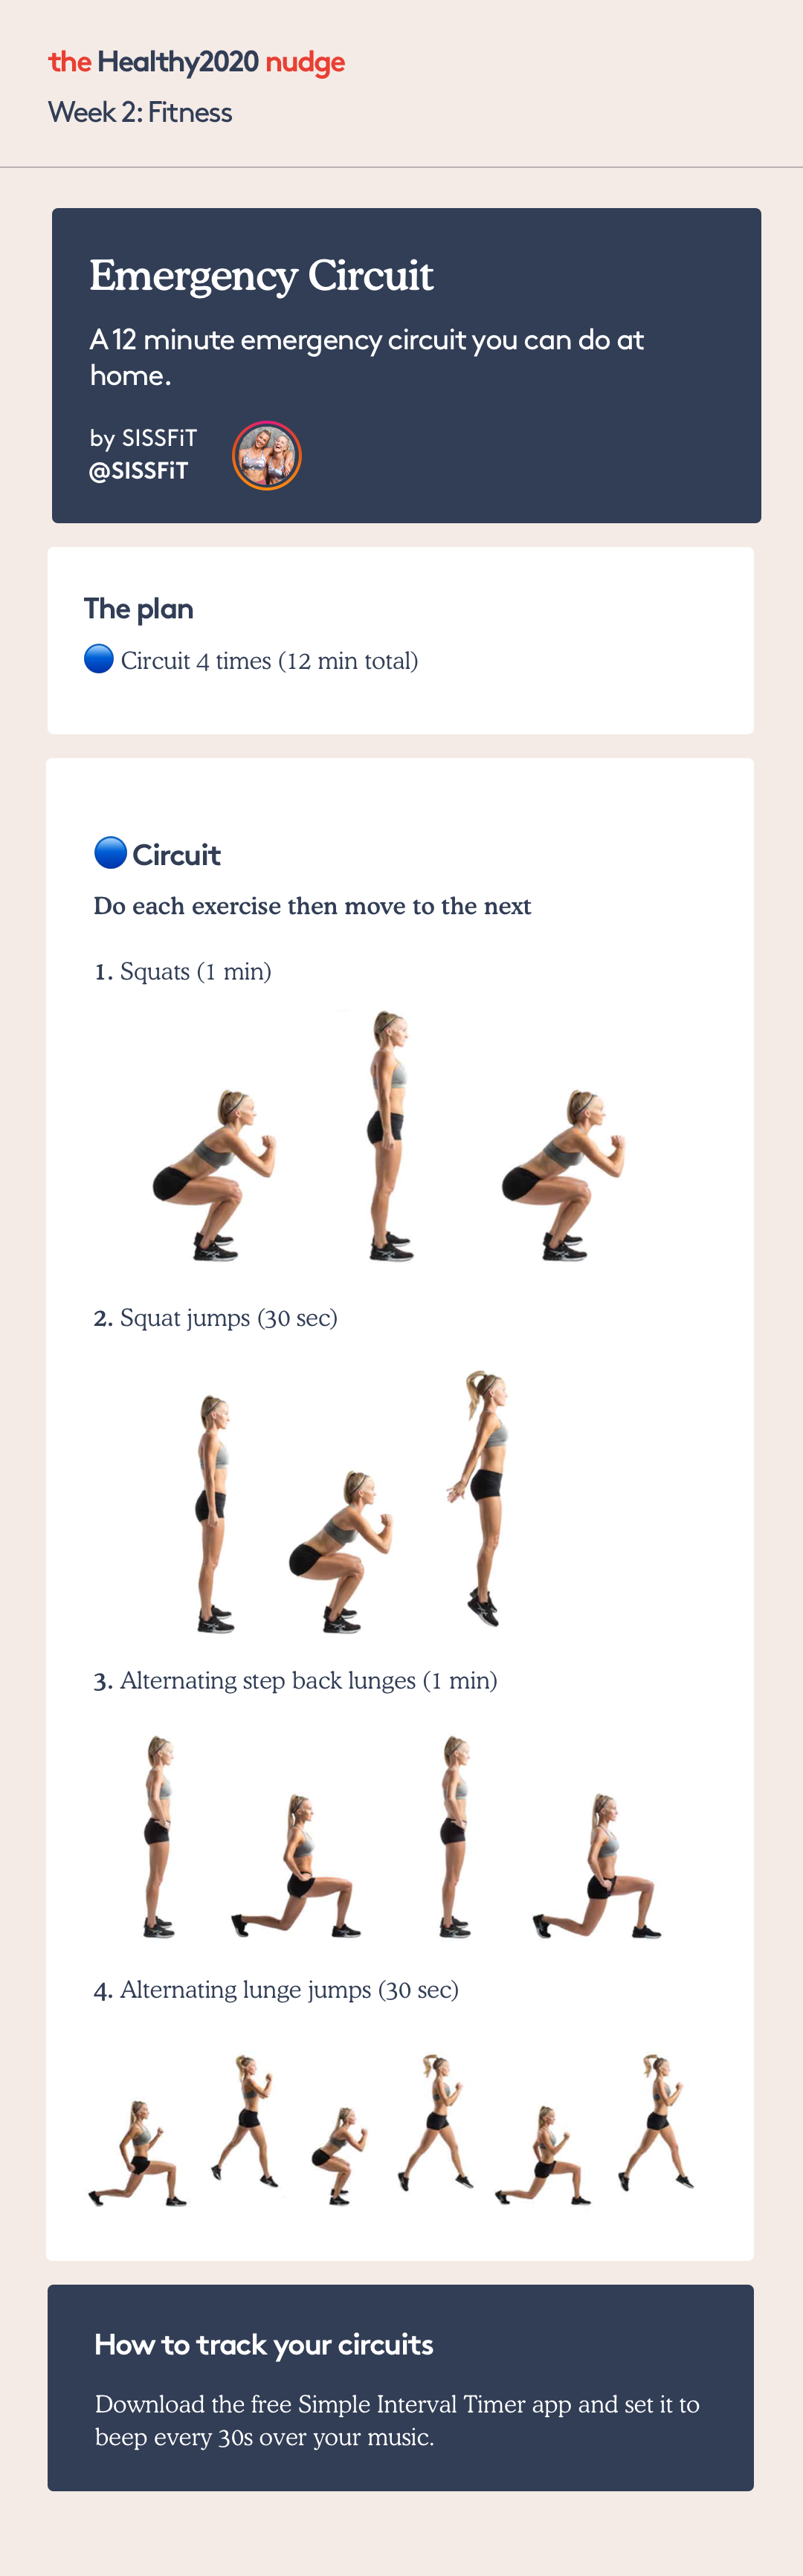 the Healthy2020 nudge
Week 2: Fitness
Emergency Circuit
A 12 minute emergency circuit you can do at
home.
by SISSFiT
@SISSFiT
The plan
Circuit 4 times (12 min total)
Circuit
Do each exercise then move to the next
1. Squats (1 min)
2. Squat jumps (30 sec)
3. Alternating step back lunges (1 min)
4. Alternating lunge jumps (30 sec)
How to track your circuits
Download the free Simple Interval Timer app and set it to
beep every 30s over your music.